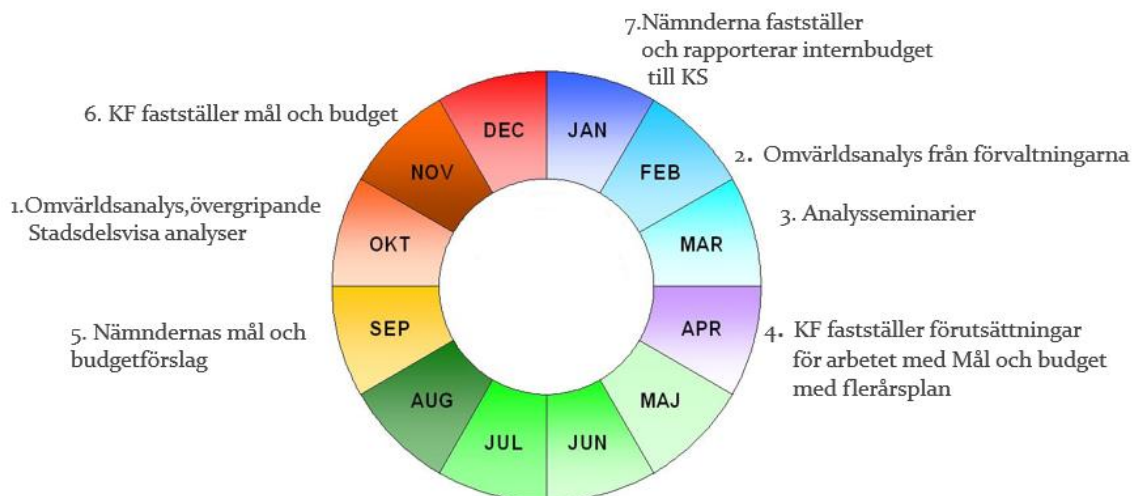 7.Nämnderna fastställer
och rapporterar internbudget
till KS
6. KF fastställer mål och budget
DEC
JAN
NOV
FEB
2. Omvärldsanalys från förvaltningarna
1.Omvärldsanalys,övergripande
Stadsdelsvisa analyser
OKT
MAR
3. Analysseminarier
5. Nämndernas mål och
budgetförslag
SEP
APR
4. KF fastställer förutsättningar
för arbetet med Mål och budget
med flerårsplan
AUG
MAJ
JUL
JUN